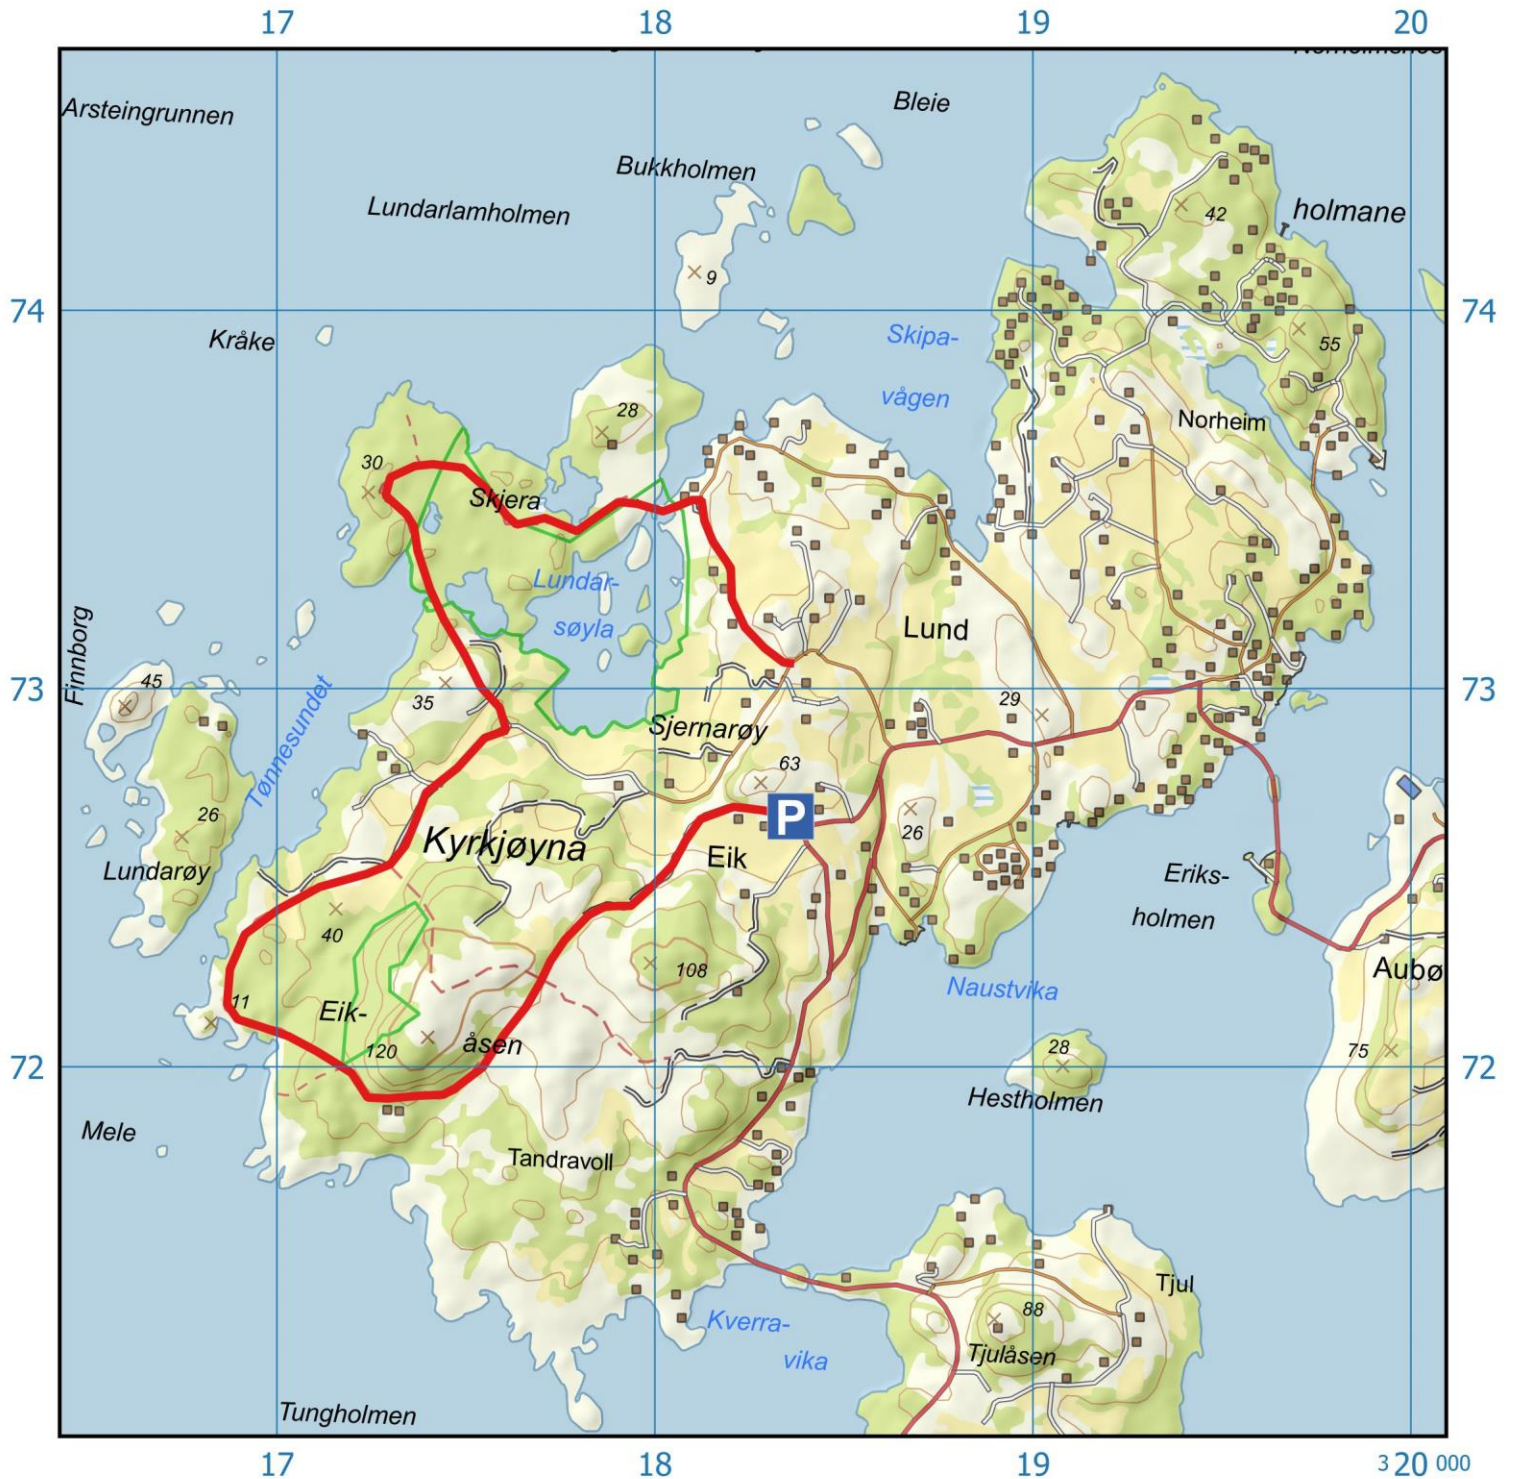 17 18 19 20
Arsteingrunnen
Bleie
Bukkholmen
Lundarlamholmen
holmane
42
9
74
74
Kråke
Skipa-
vågen
55
28
Norheim
30
Skjera
Lundar-
søyla
Lund
Finnborg
45
73
73
35
29
Sjernarøy
Tønnesundet
63
P
26
26
Kyrkjøyna
Eik
Lundarøy
Eriks-
holmen
40
108
Aubø
Naustvika
11
Eik-
åsen
120
28
75
72
72
Hestholmen
Mele
Tandravoll
Tjul
88
Kverra-
vika
Tjulåsen
Tungholmen
17 18 19 320 000